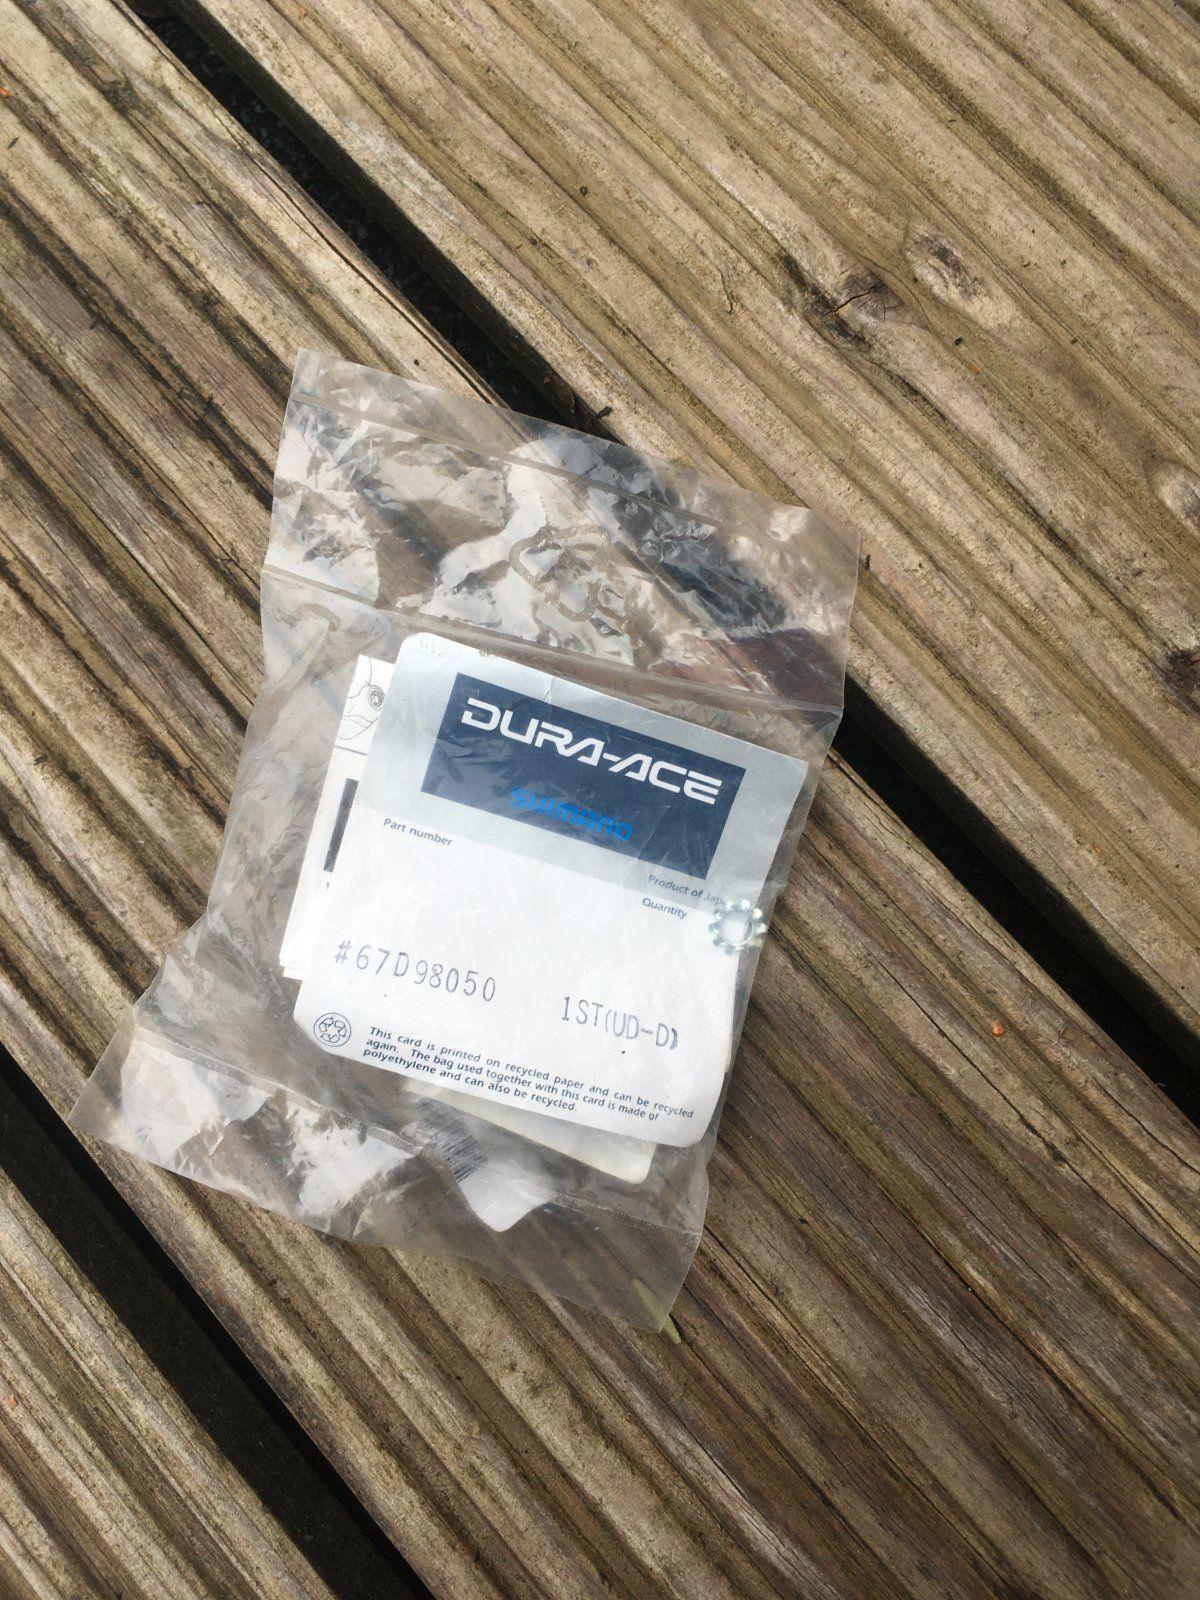 DURA-ACE
SHIMANO
Part number
Product of Japan
Quantity
#67D98050
1ST(UD-D)
This card is printed on recycled paper and can be recycled
again. The bag used together with this card is made of
polyethylene and can also be recycled.